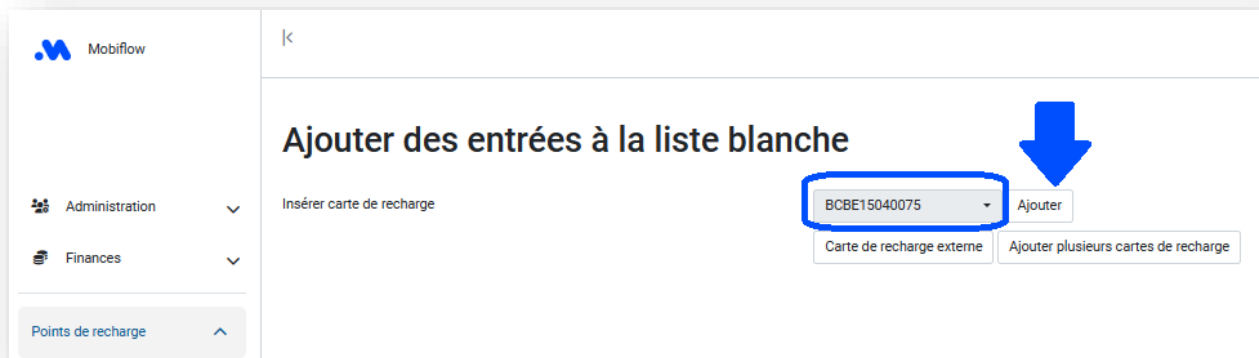 Mobiflow
Ajouter des entrées à la liste blanche
Administration
Insérer carte de recharge
BCBE15040075
Ajouter
Finances
Carte de recharge externe
Ajouter plusieurs cartes de recharge
Points de recharge